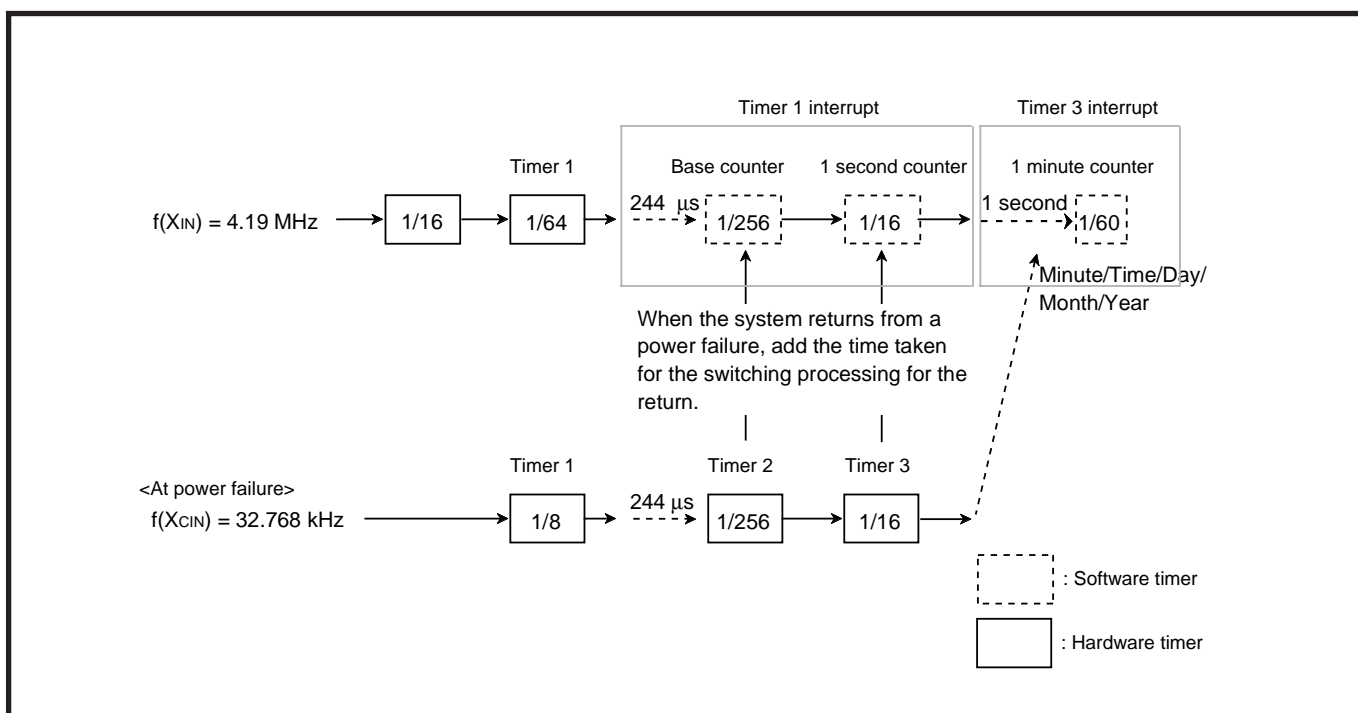 Timer 1 interrupt
Timer 3 interrupt
Timer 1
Base counter
1 second counter
1 minute counter
f(XIN) = 4.19 MHz
1/16
1/64
244 μs
1/256
1/16
1 second
1/60
Minute/Time/Day/
Month/Year
When the system returns from a
power failure, add the time taken
for the switching processing for the
return.
Timer 1
Timer 2
Timer 3
<At power failure>
f(XCIN) = 32.768 kHz
1/8
244 μs
1/256
1/16
: Software timer
: Hardware timer